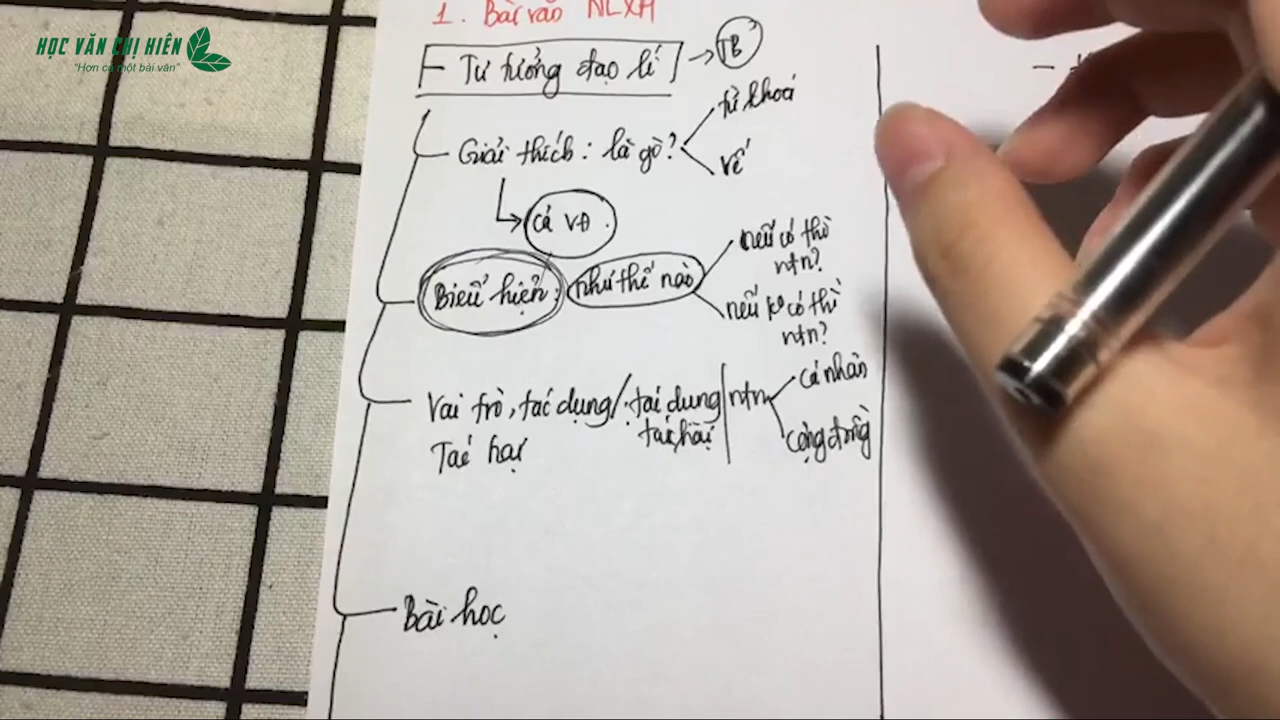 HỌC VĂN CHỊ HIÊN
"Hơn cả một bài văn"
1. Bài văn NLXH
Tư tưởng đạo lí → TB
Giải thích: là gì?
từ khoá
vế
cả VĐ.
Biểu hiện: như thế nào
nếu có thì
ntn?
nếu ko có thì
ntn?
Vai trò, tác dụng/
Tác hại
tác dụng
tác hại
ntn
cá nhân
cộng đồng
Bài học